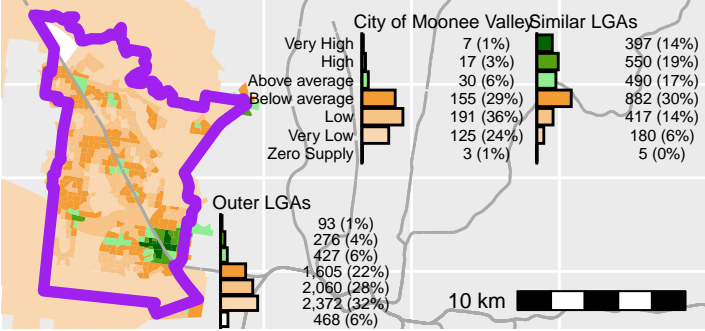 City of Moonee Valley Similar LGAs
Very High 7 (1%) 397 (14%)
High 17 (3%) 550 (19%)
Above average 30 (6%) 490 (17%)
Below average 155 (29%) 882 (30%)
Low 191 (36%) 417 (14%)
Very Low 125 (24%) 180 (6%)
Zero Supply 3 (1%) 5 (0%)
Outer LGAs
93 (1%)
276 (4%)
427 (6%)
1,605 (22%)
2,060 (28%)
2,372 (32%)
468 (6%)
10 km